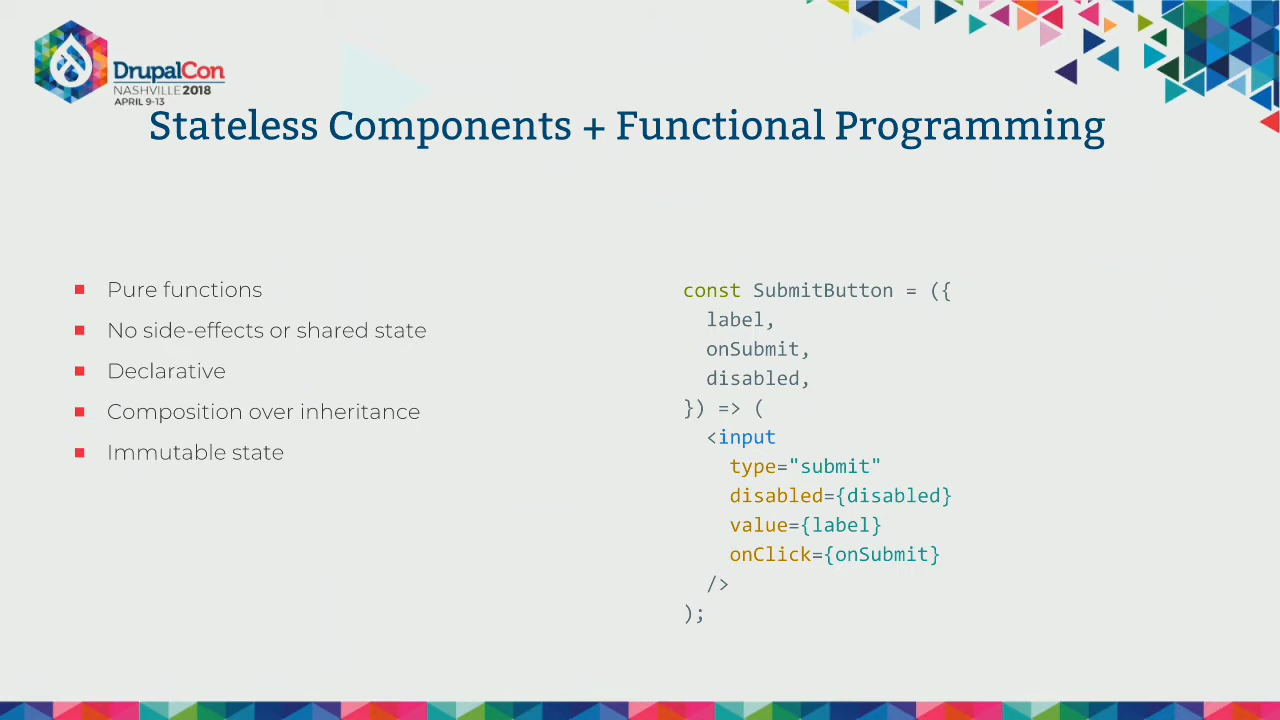 DrupalCon
NASHVILLE 2018
APRIL 9-13
Stateless Components + Functional Programming
Pure functions
No side-effects or shared state
Declarative
Composition over inheritance
Immutable state
const SubmitButton = ({
  label,
  onSubmit,
  disabled,
}) => (
  <input
    type="submit"
    disabled={disabled}
    value={label}
    onClick={onSubmit}
  />
);